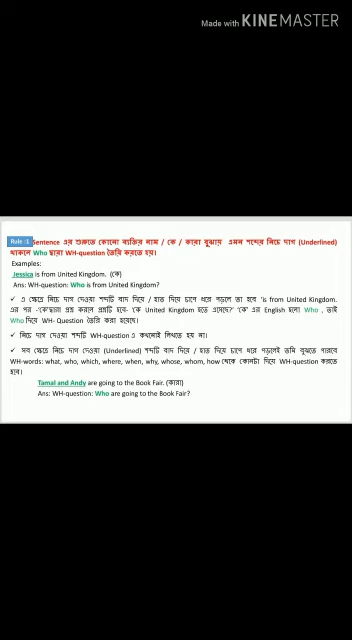 Made with KINEMASTER
Rule :1 Sentence এর শুরুতে কোনো ব্যক্তির নাম / কে / কারা বুঝায় এমন শব্দের নিচে দাগ (Underlined)
থাকলে Who দ্বারা WH-question তৈরি করতে হয়।
Examples:
Jessica is from United Kingdom. (কে)
Ans: WH-question: Who is from United Kingdom?
✓ এ ক্ষেত্রে নিচে দাগ দেওয়া শব্দটি বাদ দিয়ে / হাত দিয়ে চাপে ধরে পড়লে তা হবে 'is from United Kingdom.
এর পর -'কে'দ্বারা প্রশ্ন করলে প্রশ্নটি হবে- 'কে United Kingdom হতে এসেছে?' 'কে' এর English হলো Who , তাই
Who দিয়ে WH- Question তৈরি করা হয়েছে।
✓ নিচে দাগ দেওয়া শব্দটি WH-question এ কখনোই লিখতে হয় না।
✓ সব ক্ষেত্রে নিচে দাগ দেওয়া (Underlined) শব্দটি বাদ দিয়ে / হাত দিয়ে চাপে ধরে পড়লেই তুমি বুঝতে পারবে
WH-words: what, who, which, where, when, why, whose, whom, how থেকে কোনটা দিয়ে WH-question করতে
হবে।
Tamal and Andy are going to the Book Fair. (কারা)
Ans: WH-question: Who are going to the Book Fair?